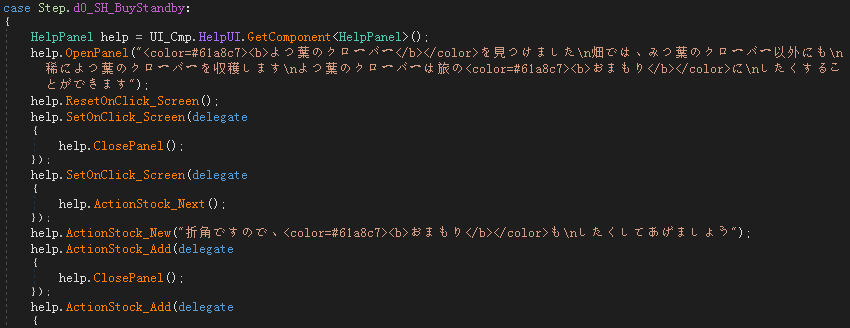 case Step.d0_SH_BuyStandby:
{
HelpPanel help = UI_Cmp.HelpUI.GetComponent<HelpPanel>();
help.OpenPanel("<color=#61a8c7><b>よつ葉のクローバー</b></color>を見つけました\n畑では、みつ葉のクローバー以外にも\n
稀によつ葉のクローバーを収穫します\nよつ葉のクローバーは旅の<color=#61a8c7><b>おまもり</b></color>に\nしたくするこ
とができます");
help.ResetOnClick_Screen();
help.SetOnClick_Screen(delegate
{
help.ClosePanel();
});
help.SetOnClick_Screen(delegate
{
help.ActionStock_Next();
});
help.ActionStock_New("折角ですので、<color=#61a8c7><b>おまもり</b></color>も\nしたくしてあげましょう");
help.ActionStock_Add(delegate
{
help.ClosePanel();
});
help.ActionStock_Add(delegate
{